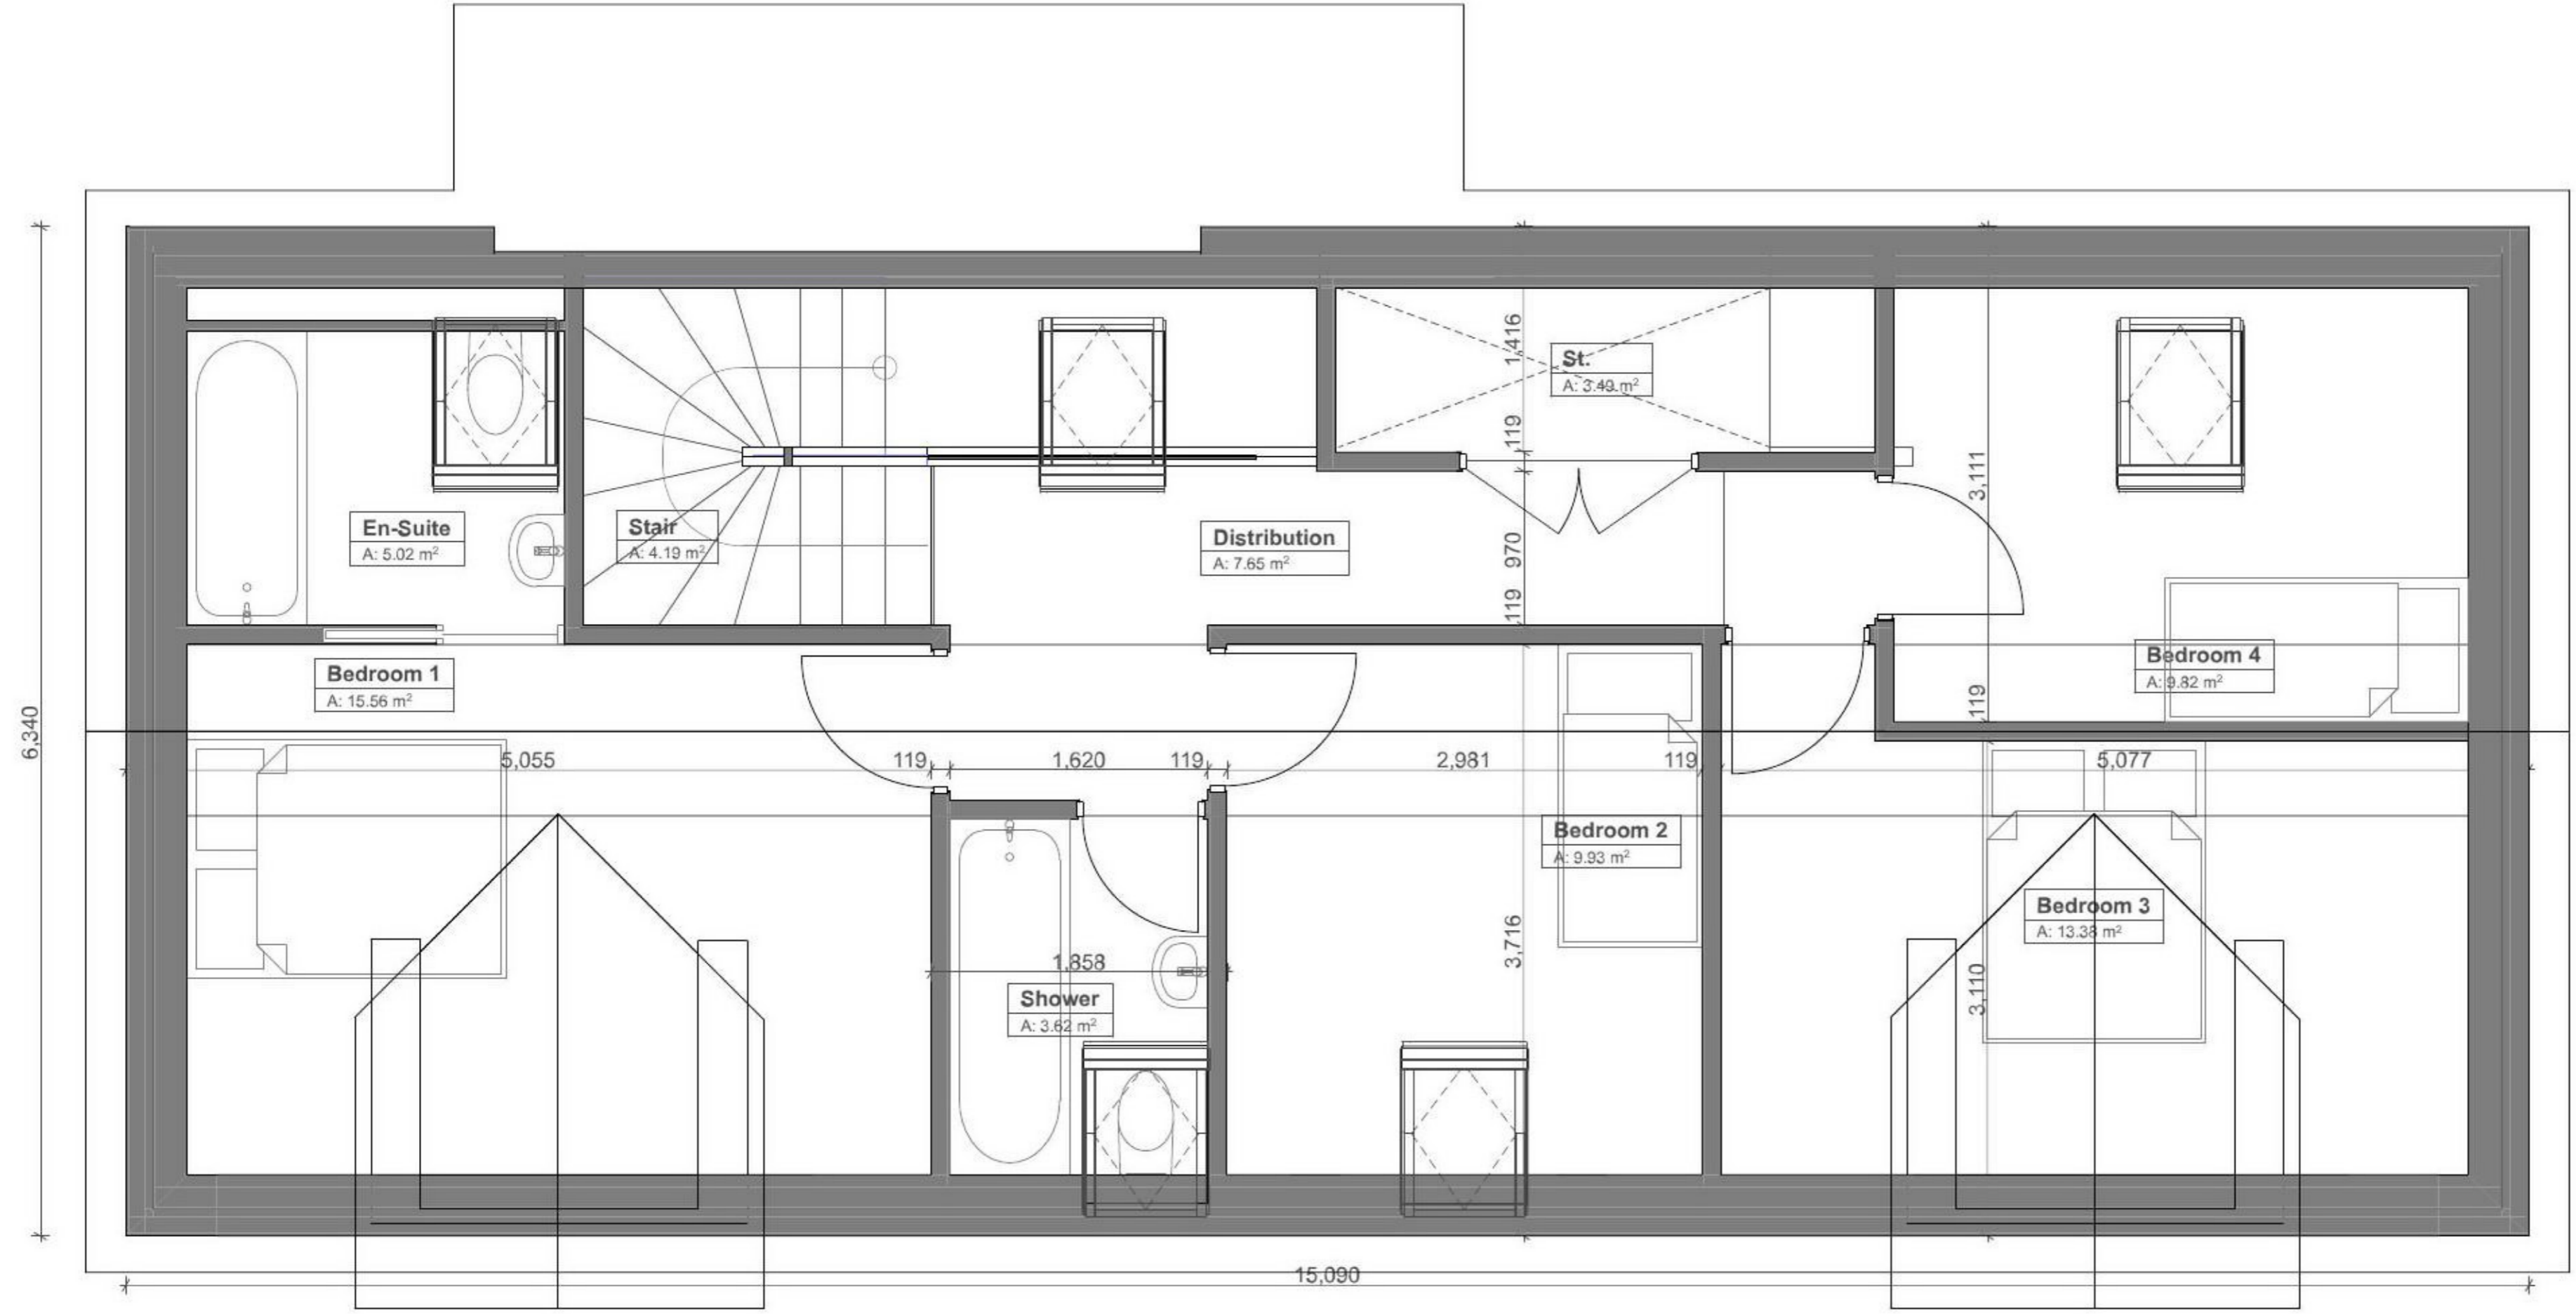 1,416
St.
A: 3.49 m²
119
3,111
6,340
En-Suite
A: 5.02 m²
Stair
A: 4.19 m²
Distribution
A: 7.65 m²
970
119
Bedroom 1
A: 15.56 m²
Bedroom 4
A: 9.82 m²
119
5,055
119
1,620
119
2,981
119
5,077
Bedroom 2
A: 9.93 m²
Bedroom 3
A: 13.38 m²
3,716
1,858
3,110
Shower
A: 3.62 m²
15,090